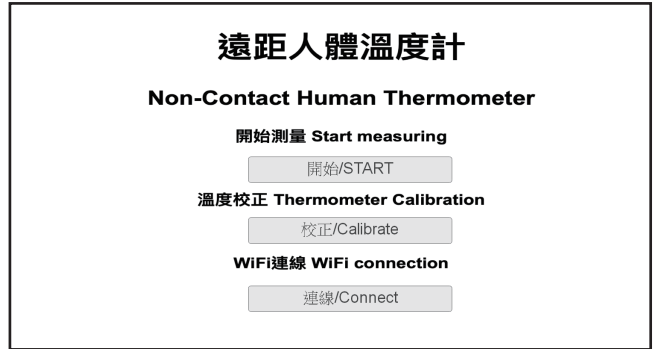 遠距人體溫度計
Non-Contact Human Thermometer
開始測量 Start measuring
開始/START
溫度校正 Thermometer Calibration
校正/Calibrate
WiFi連線 WiFi connection
連線/Connect